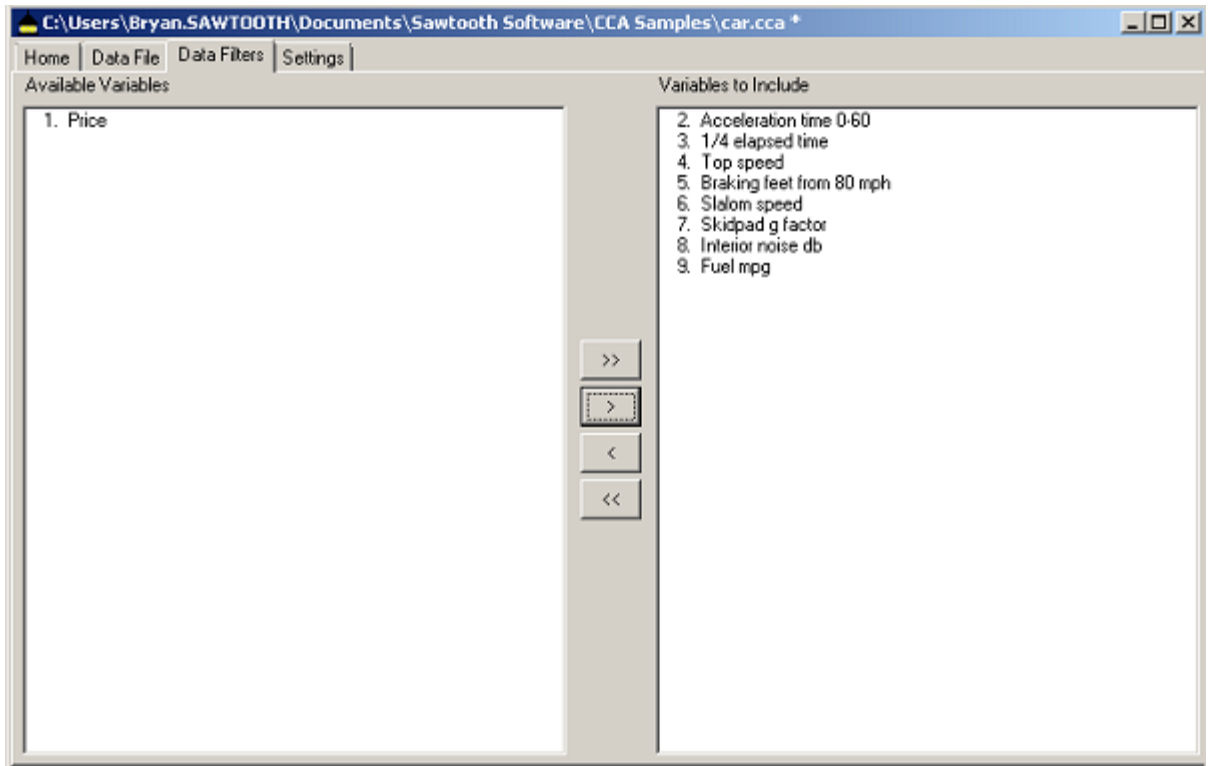 C:\Users\Bryan.SAWTOOTH\Documents\Sawtooth Software\CCA Samples\car.cca *
Home Data File Data Filters Settings
Available Variables
1. Price
>>
>
<
<<
Variables to Include
2. Acceleration time 0-60
3. 1/4 elapsed time
4. Top speed
5. Braking feet from 80 mph
6. Slalom speed
7. Skidpad g factor
8. Interior noise db
9. Fuel mpg